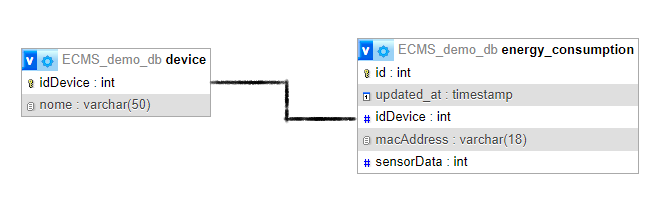 v ECMS_demo_db device
idDevice : int
nome : varchar(50)
v ECMS_demo_db energy_consumption
id : int
updated_at : timestamp
# idDevice : int
macAddress : varchar(18)
# sensorData : int